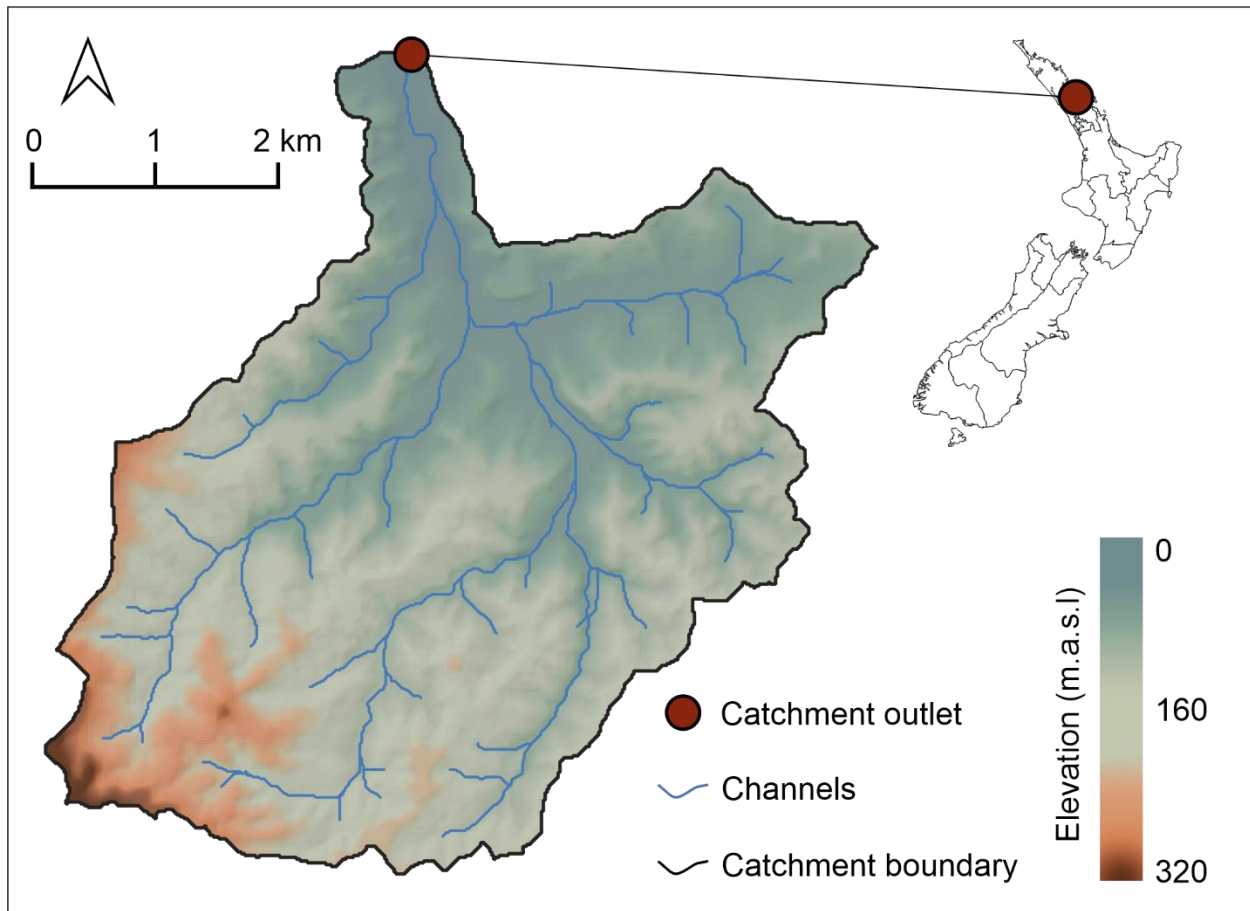 0 1 2 km
Catchment outlet
Channels
Catchment boundary
Elevation (m.a.s.l)
0
160
320